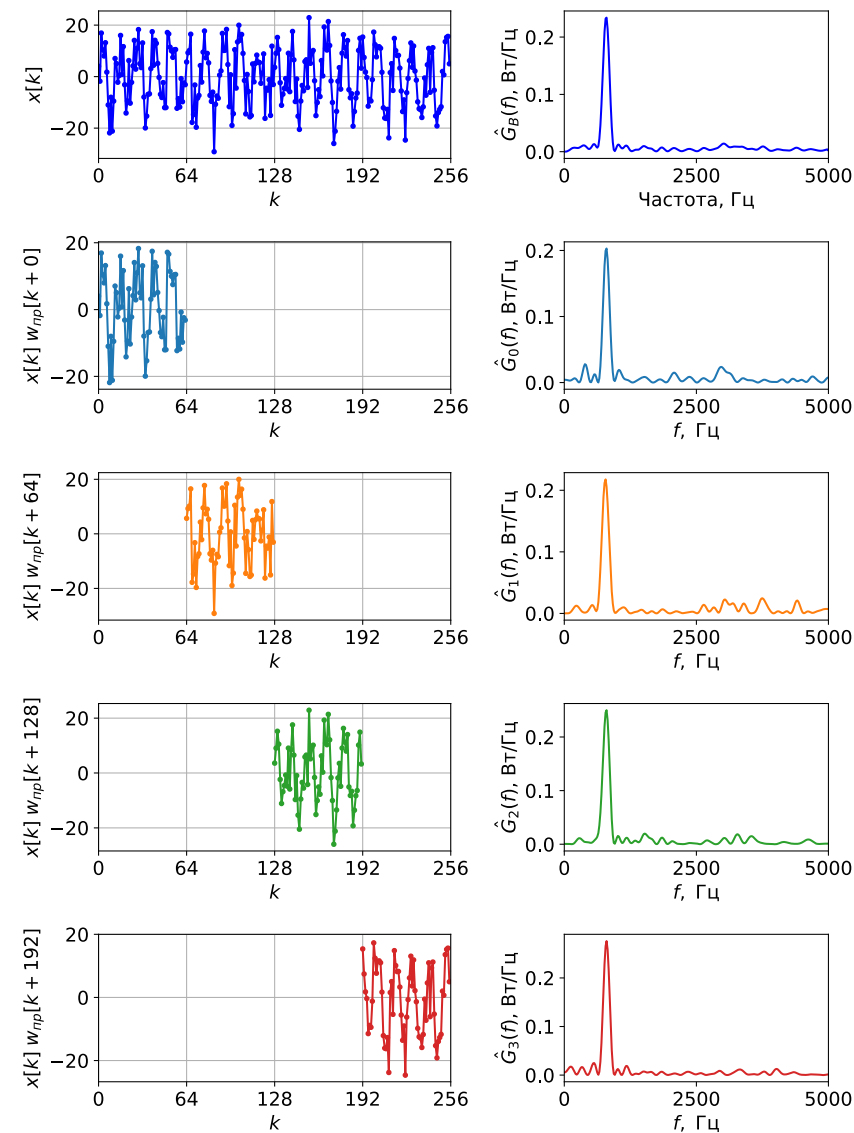 x[k]
20
0
−20
0 64 128 192 256
k
Ĝ_B(f), Вт/Гц
0.2
0.1
0.0
0 2500 5000
Частота, Гц
x[k] w_пр[k + 0]
20
0
−20
0 64 128 192 256
k
Ĝ_0(f), Вт/Гц
0.2
0.1
0.0
0 2500 5000
f, Гц
x[k] w_пр[k + 64]
20
0
−20
0 64 128 192 256
k
Ĝ_1(f), Вт/Гц
0.2
0.1
0.0
0 2500 5000
f, Гц
x[k] w_пр[k + 128]
20
0
−20
0 64 128 192 256
k
Ĝ_2(f), Вт/Гц
0.2
0.1
0.0
0 2500 5000
f, Гц
x[k] w_пр[k + 192]
20
0
−20
0 64 128 192 256
k
Ĝ_3(f), Вт/Гц
0.2
0.1
0.0
0 2500 5000
f, Гц